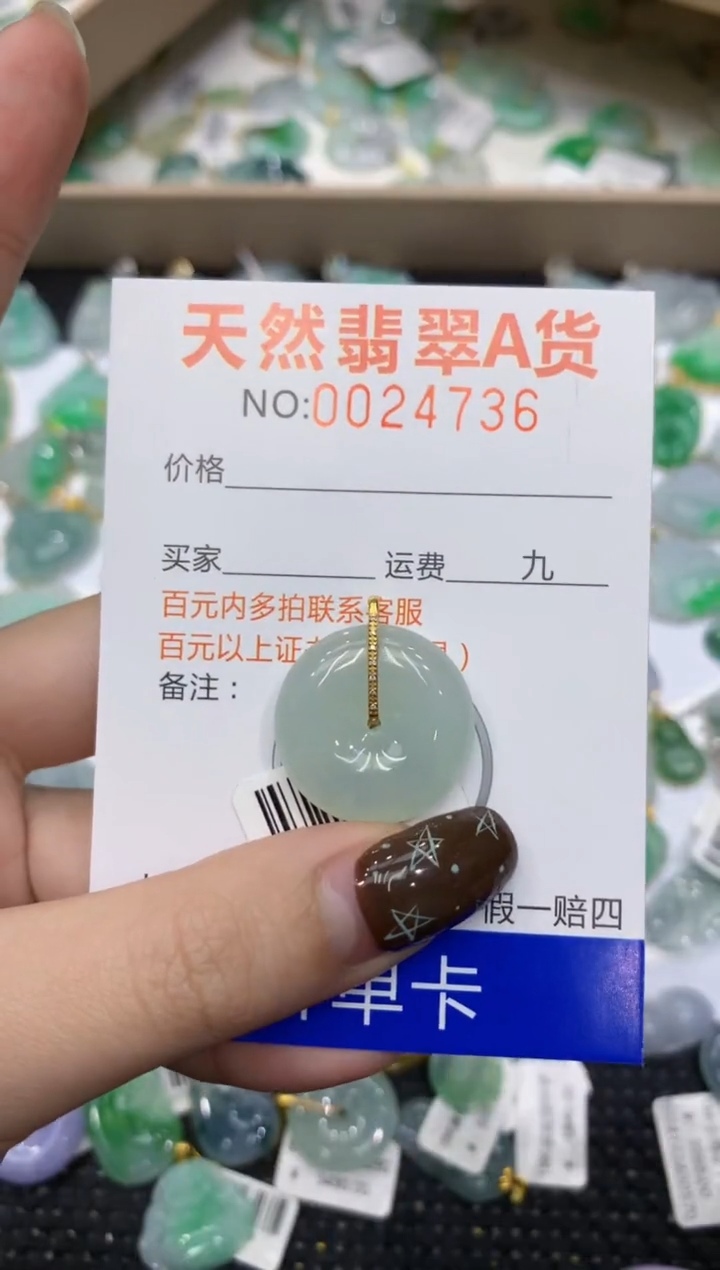 天然翡翠A货
NO:0024736
价格
买家 运费 九
百元内多拍联系客服
百元以上证
)
备注：
假一赔四
单卡